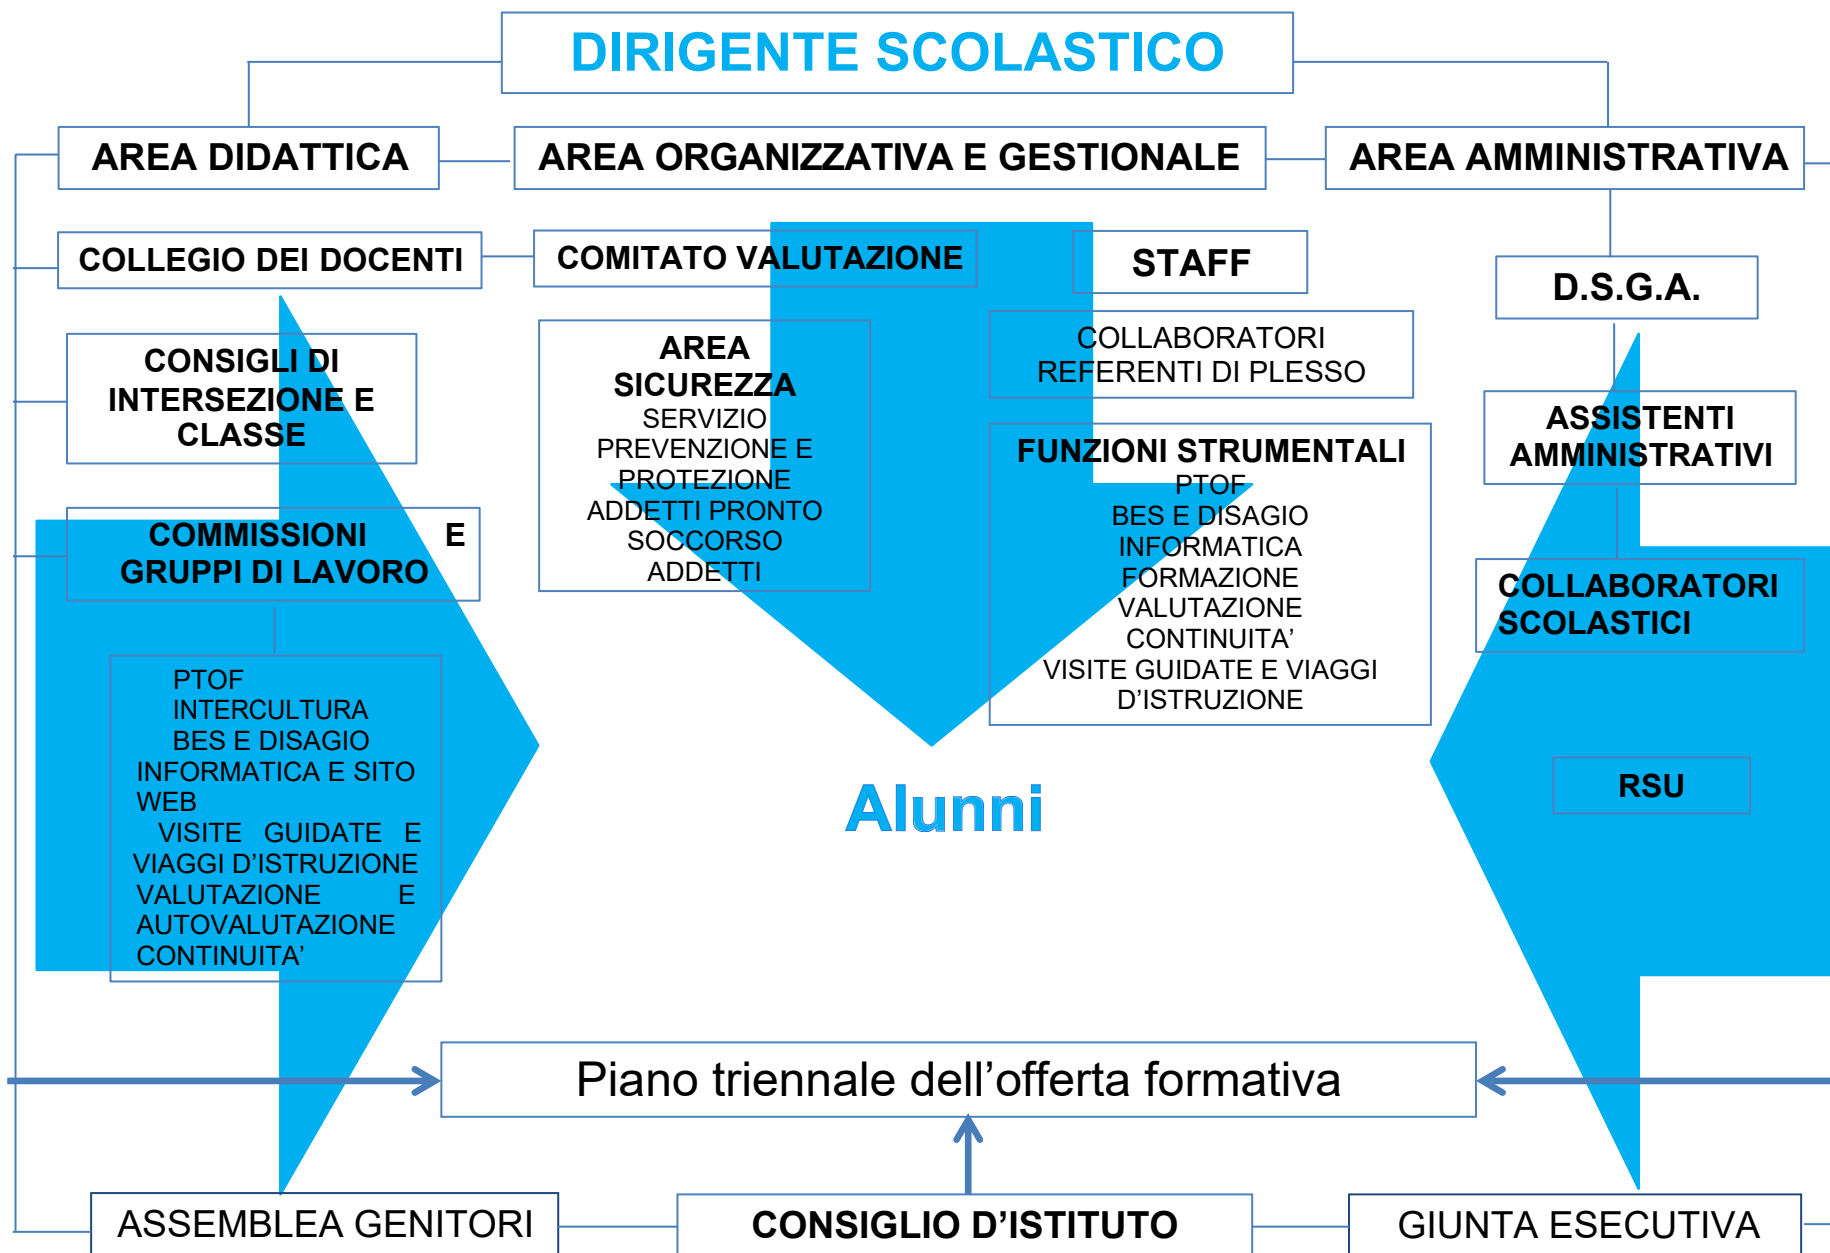 DIRIGENTE SCOLASTICO
AREA DIDATTICA
AREA ORGANIZZATIVA E GESTIONALE
AREA AMMINISTRATIVA
COLLEGIO DEI DOCENTI
COMITATO VALUTAZIONE
STAFF
D.S.G.A.
CONSIGLI DI
INTERSEZIONE E
CLASSE
AREA
SICUREZZA
SERVIZIO
PREVENZIONE E
PROTEZIONE
ADDETTI PRONTO
SOCCORSO
ADDETTI
COLLABORATORI
REFERENTI DI PLESSO
FUNZIONI STRUMENTALI
PTOF
BES E DISAGIO
INFORMATICA
FORMAZIONE
VALUTAZIONE
CONTINUITA’
VISITE GUIDATE E VIAGGI
D’ISTRUZIONE
ASSISTENTI
AMMINISTRATIVI
COLLABORATORI
SCOLASTICI
COMMISSIONI E
GRUPPI DI LAVORO
PTOF
INTERCULTURA
BES E DISAGIO
INFORMATICA E SITO
WEB
VISITE GUIDATE E
VIAGGI D’ISTRUZIONE
VALUTAZIONE E
AUTOVALUTAZIONE
CONTINUITA’
Alunni
RSU
Piano triennale dell’offerta formativa
ASSEMBLEA GENITORI
CONSIGLIO D’ISTITUTO
GIUNTA ESECUTIVA